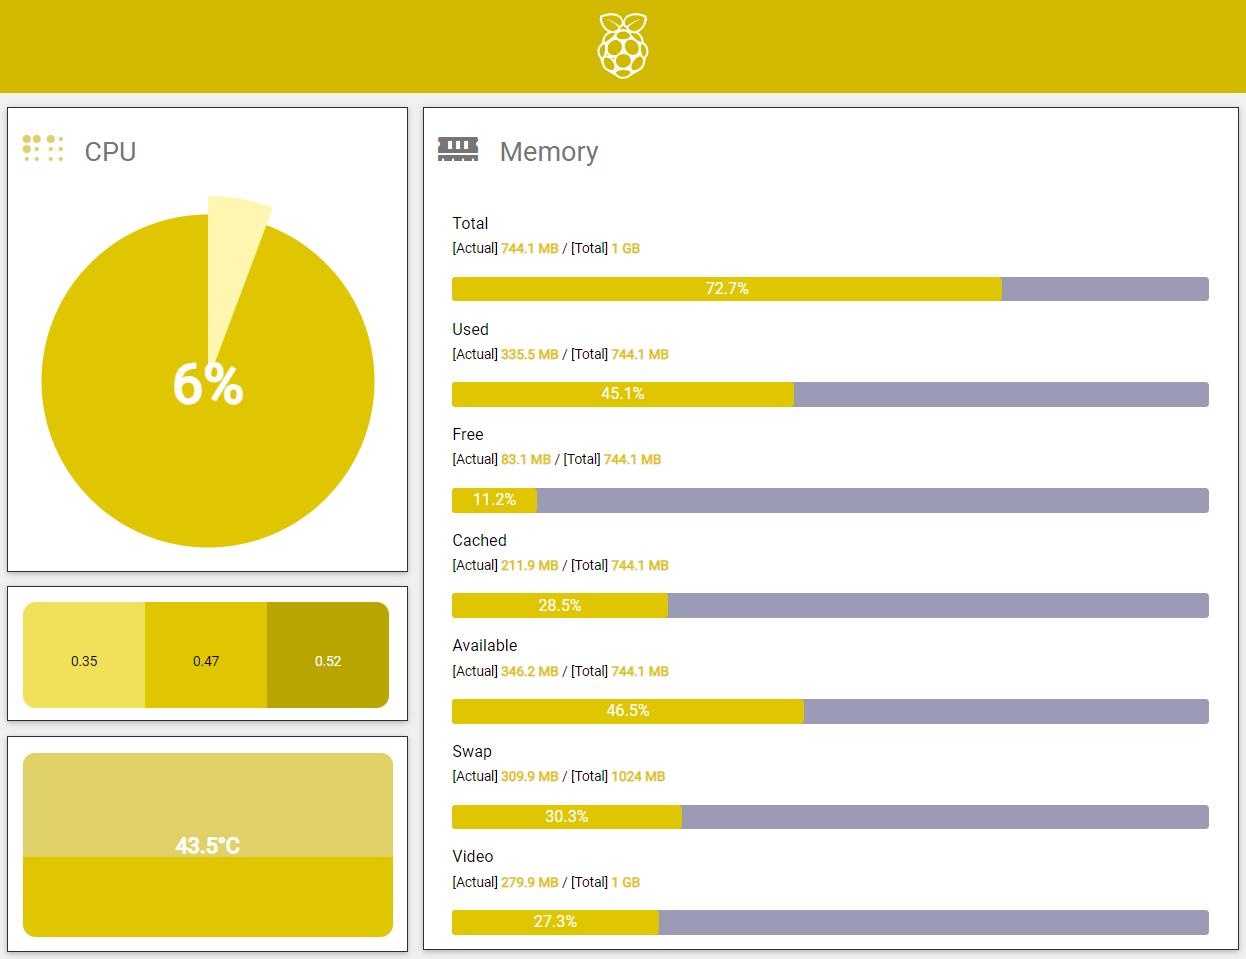 CPU
6%
0.35
0.47
0.52
43.5°C
Memory
Total
[Actual] 744.1 MB / [Total] 1 GB
72.7%
Used
[Actual] 335.5 MB / [Total] 744.1 MB
45.1%
Free
[Actual] 83.1 MB / [Total] 744.1 MB
11.2%
Cached
[Actual] 211.9 MB / [Total] 744.1 MB
28.5%
Available
[Actual] 346.2 MB / [Total] 744.1 MB
46.5%
Swap
[Actual] 309.9 MB / [Total] 1024 MB
30.3%
Video
[Actual] 279.9 MB / [Total] 1 GB
27.3%